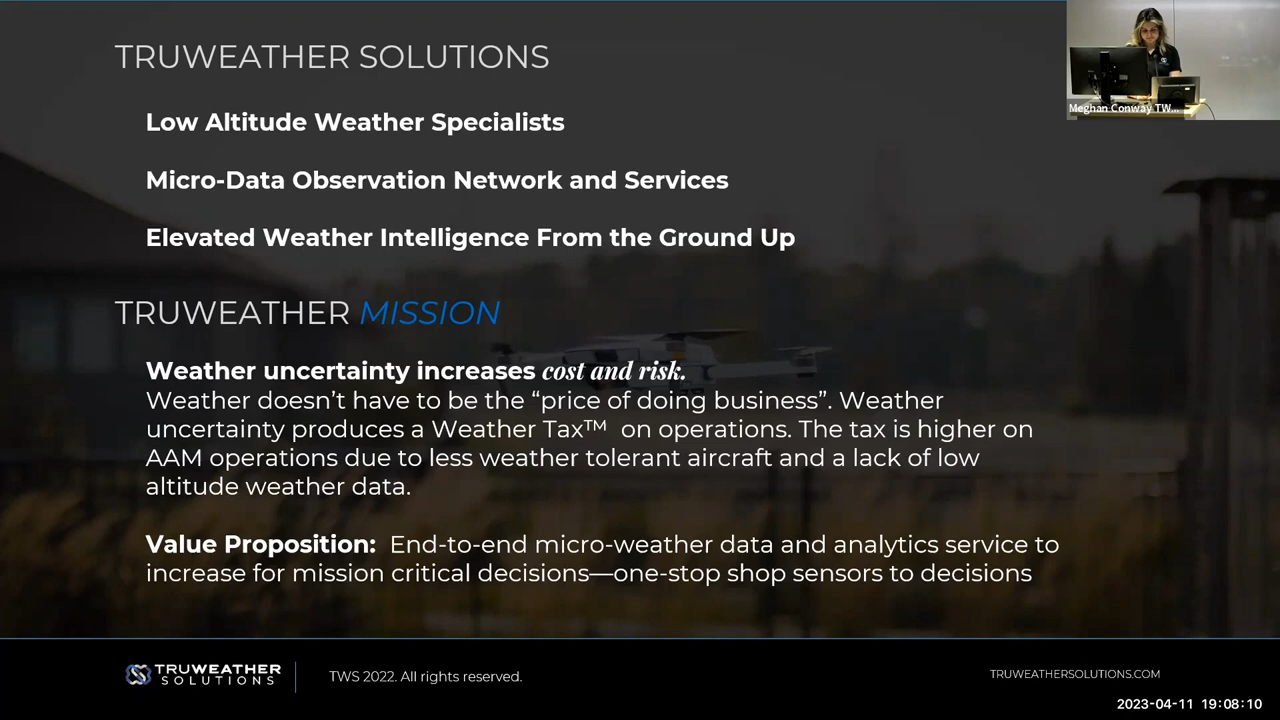 TRUWEATHER SOLUTIONS
Low Altitude Weather Specialists
Micro-Data Observation Network and Services
Elevated Weather Intelligence From the Ground Up
TRUWEATHER MISSION
Weather uncertainty increases cost and risk.
Weather doesn’t have to be the “price of doing business”. Weather
uncertainty produces a Weather Tax™ on operations. The tax is higher on
AAM operations due to less weather tolerant aircraft and a lack of low
altitude weather data.
Value Proposition: End-to-end micro-weather data and analytics service to
increase for mission critical decisions—one-stop shop sensors to decisions
Meghan Conway TW...
TRUWEATHER
SOLUTIONS
TWS 2022. All rights reserved.
TRUWEATHERSOLUTIONS.COM
2023-04-11 19:08:10